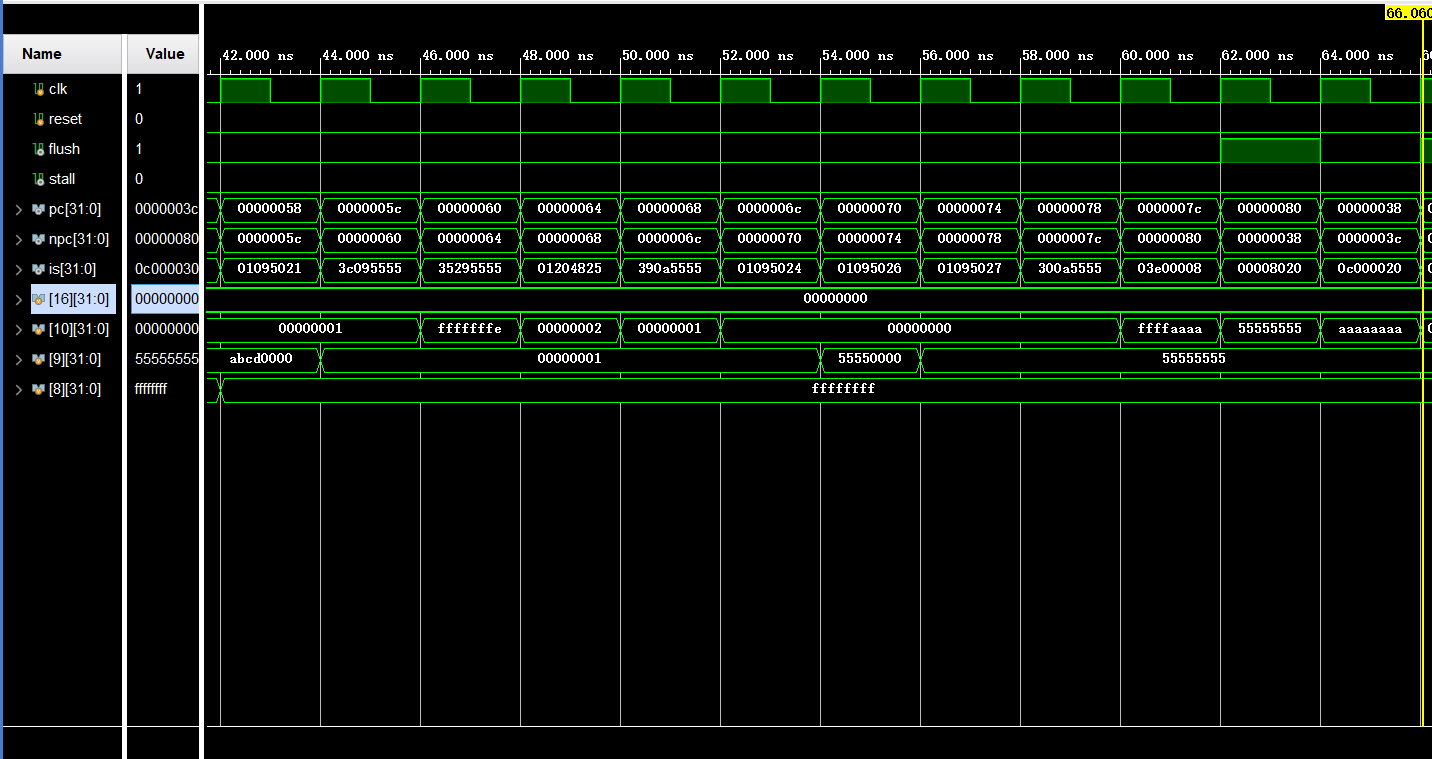 66.060
Name Value 42.000 ns 44.000 ns 46.000 ns 48.000 ns 50.000 ns 52.000 ns 54.000 ns 56.000 ns 58.000 ns 60.000 ns 62.000 ns 64.000 ns
clk 1
reset 0
flush 1
stall 0
pc[31:0] 0000003c 00000058 0000005c 00000060 00000064 00000068 0000006c 00000070 00000074 00000078 0000007c 00000080 00000038
npc[31:0] 00000080 0000005c 00000060 00000064 00000068 0000006c 00000070 00000074 00000078 0000007c 00000080 00000038 0000003c
is[31:0] 0c000030 01095021 3c095555 35295555 01204825 390a5555 01095024 01095026 01095027 300a5555 03e00008 00008020 0c000020
[16][31:0] 00000000 00000000
[10][31:0] 00000000 00000001 fffffffe 00000002 00000001 00000000 ffffaaaa 55555555 aaaaaaaa
[9][31:0] 55555555 abcd0000 00000001 55550000 55555555
[8][31:0] ffffffff ffffffff